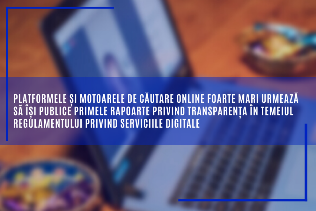 PLATFORMELE ȘI MOTOARELE DE CĂUTARE ONLINE FOARTE MARI URMEAZĂ
SĂ ÎȘI PUBLICE PRIMELE RAPOARTE PRIVIND TRANSPARENȚA ÎN TEMEIUL
REGULAMENTULUI PRIVIND SERVICIILE DIGITALE